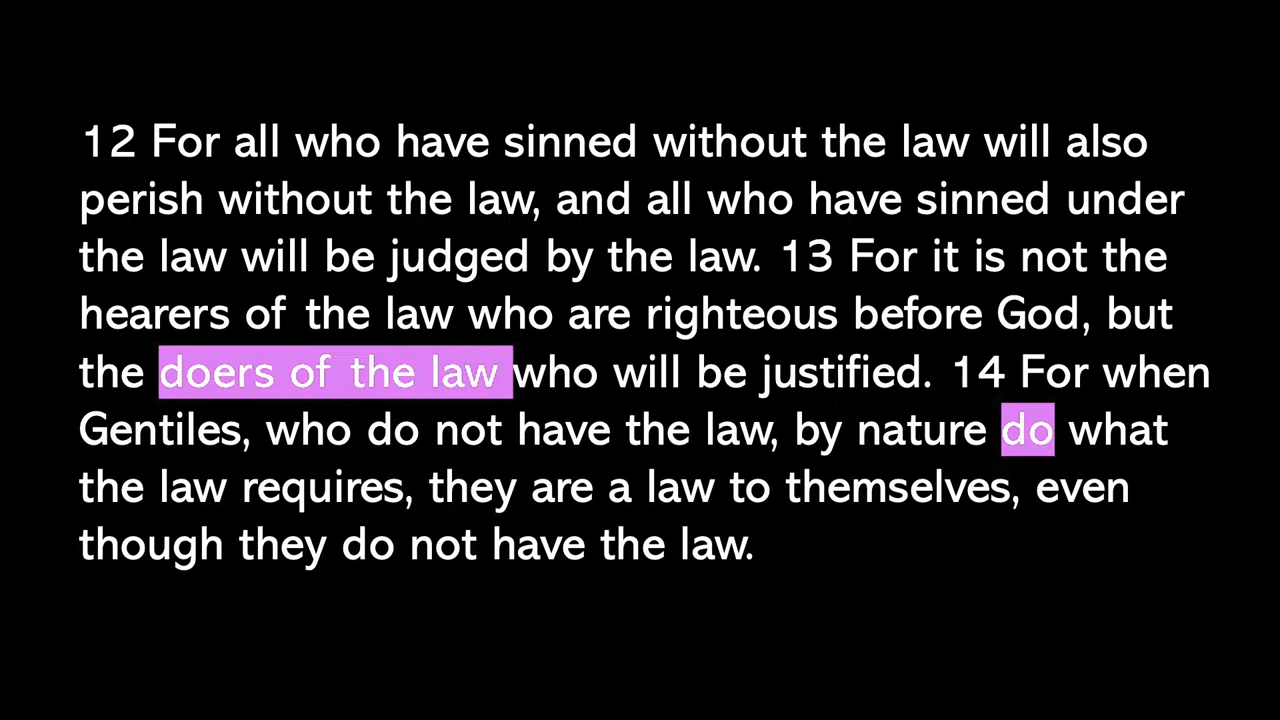 12 For all who have sinned without the law will also
perish without the law, and all who have sinned under
the law will be judged by the law. 13 For it is not the
hearers of the law who are righteous before God, but
the doers of the law who will be justified. 14 For when
Gentiles, who do not have the law, by nature do what
the law requires, they are a law to themselves, even
though they do not have the law.